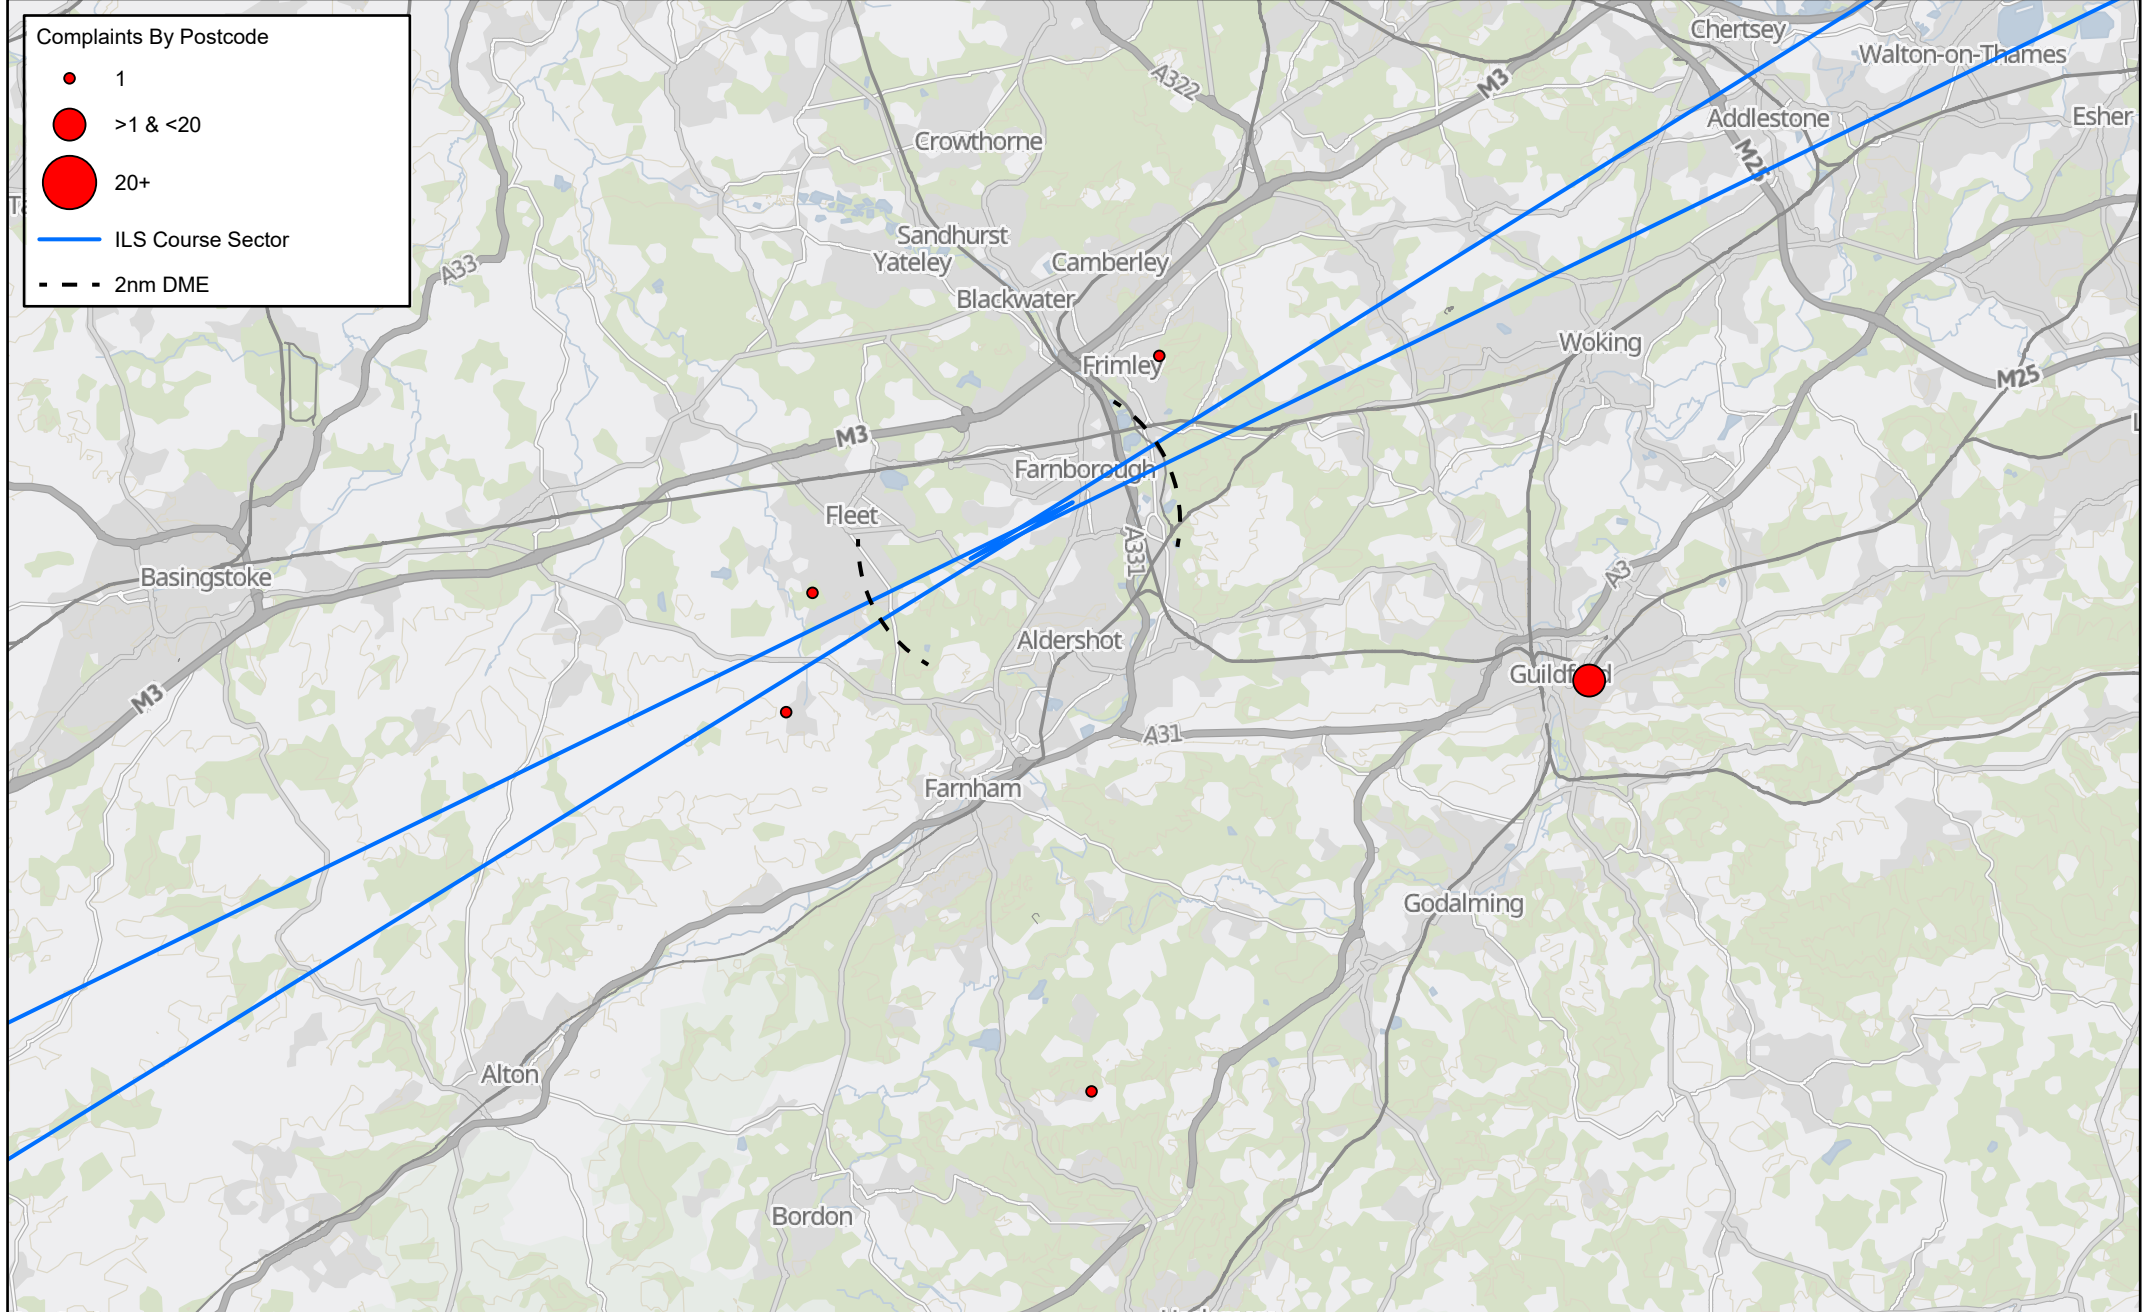 Complaints By Postcode
1
>1 & <20
20+
ILS Course Sector
2nm DME
Chertsey
Walton-on-Thames
A322
M3
Addlestone
Esher
Crowthorne
M25
Sandhurst
Yateley
Camberley
A33
Blackwater
Woking
Frimley
M25
M3
Farnborough
Fleet
A331
Basingstoke
A3
Aldershot
Guildf d
M3
A31
Farnham
Godalming
Alton
Bordon